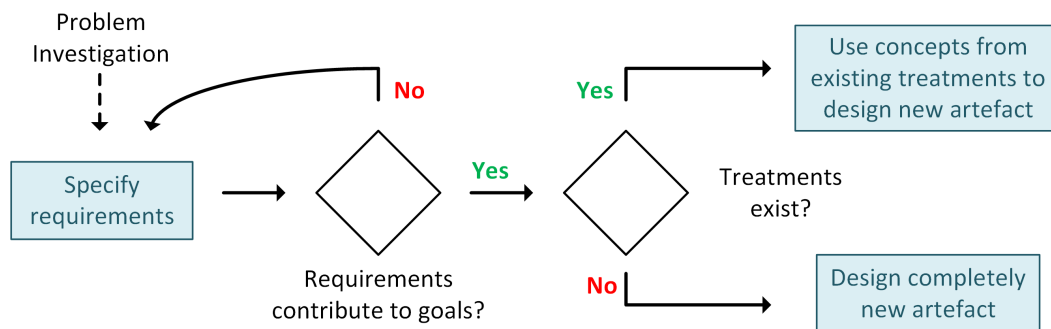 Problem
Investigation
No
Yes
Use concepts from
existing treatments to
design new artefact
Specify
requirements
Yes
Treatments
exist?
Requirements
contribute to goals?
No
Design completely
new artefact